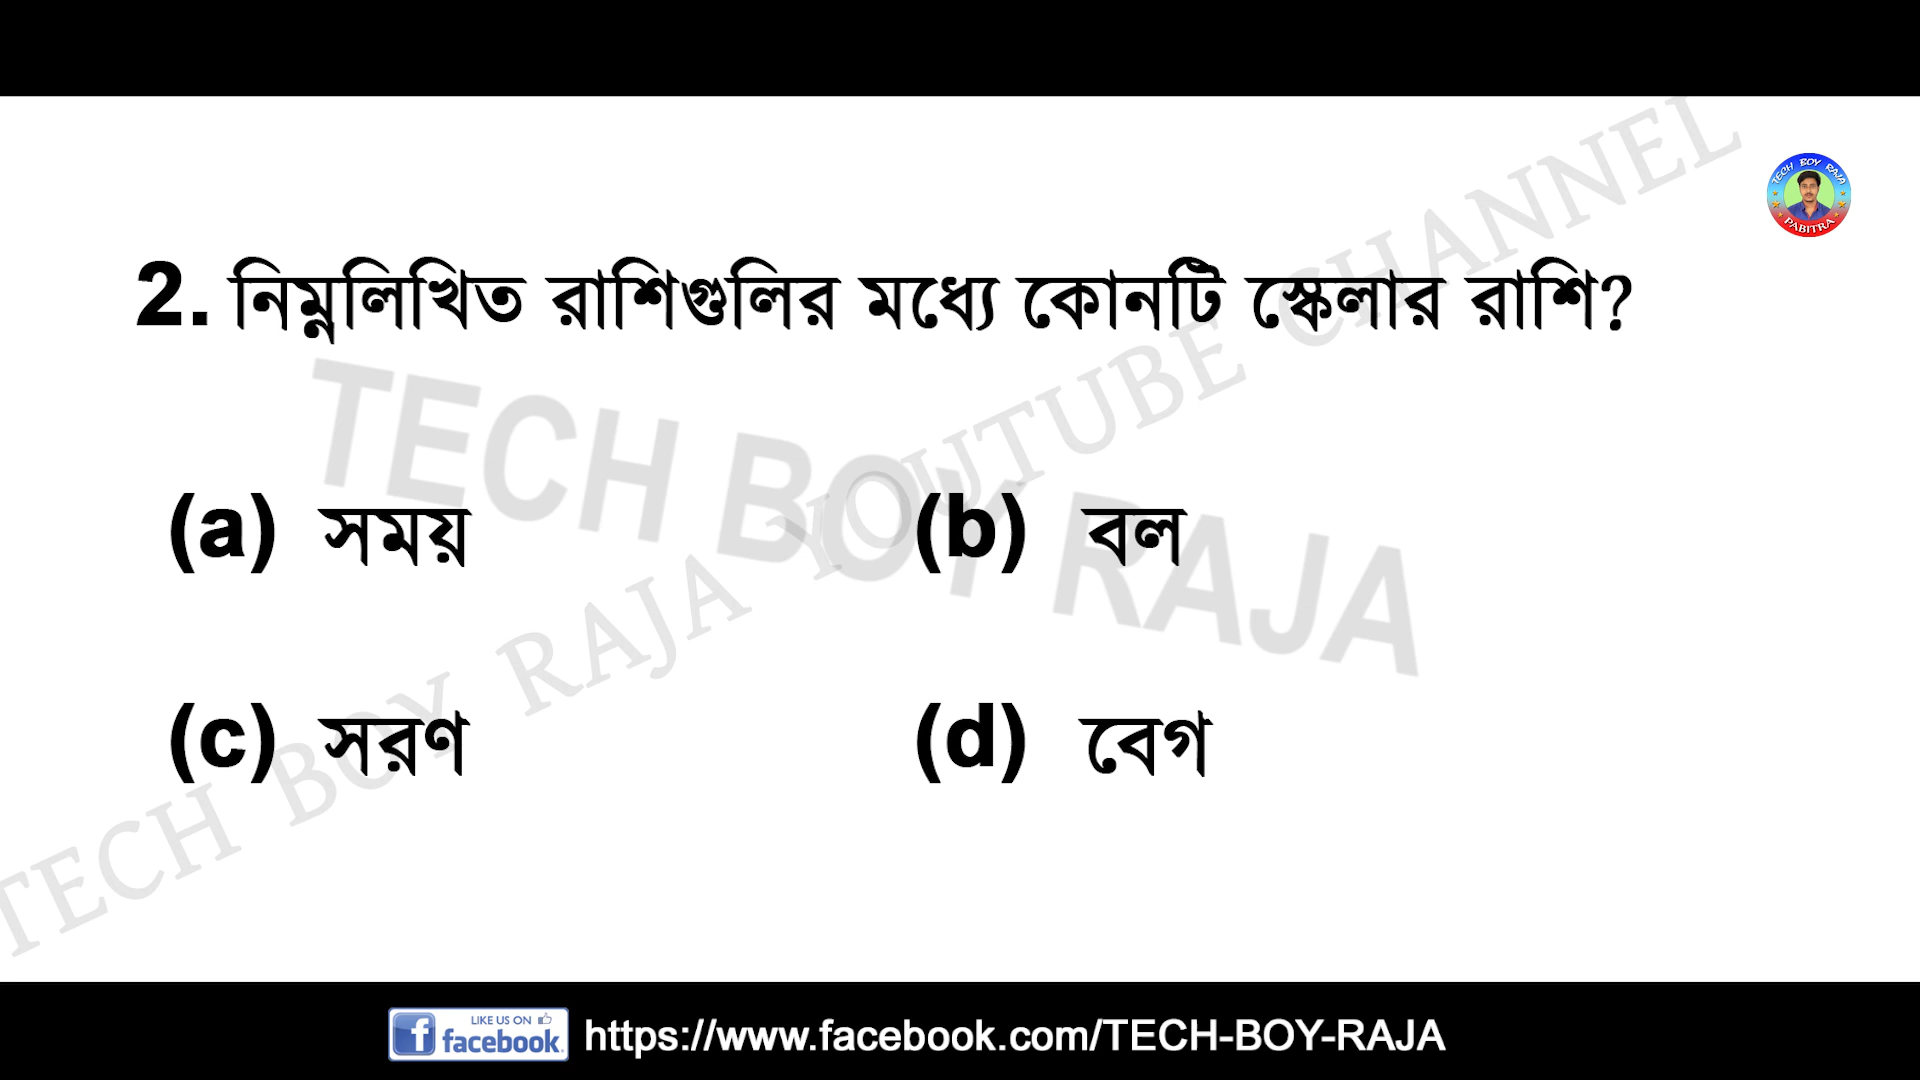 TECH BOY RAJA
PABITRA
2. নিম্নলিখিত রাশিগুলির মধ্যে কোনটি স্কেলার রাশি?
TECH BOY RAJA
TECH BOY RAJA YOUTUBE CHANNEL
(a) সময় (b) বল
(c) সরণ (d) বেগ
LIKE US ON
facebook. https://www.facebook.com/TECH-BOY-RAJA